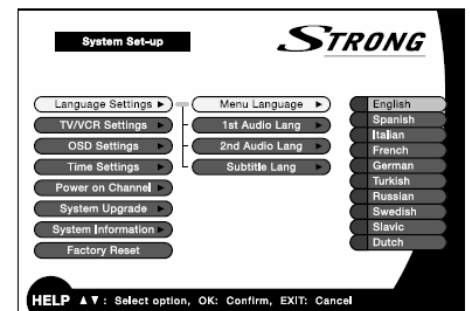 System Set-up
STRONG
Language Settings ►
TV/VCR Settings ►
OSD Settings ►
Time Settings ►
Power on Channel ►
System Upgrade ►
System Information ►
Factory Reset
Menu Language ►
1st Audio Lang ►
2nd Audio Lang ►
Subtitle Lang ►
English
Spanish
Italian
French
German
Turkish
Russian
Swedish
Slavic
Dutch
HELP ▲▼: Select option, OK: Confirm, EXIT: Cancel